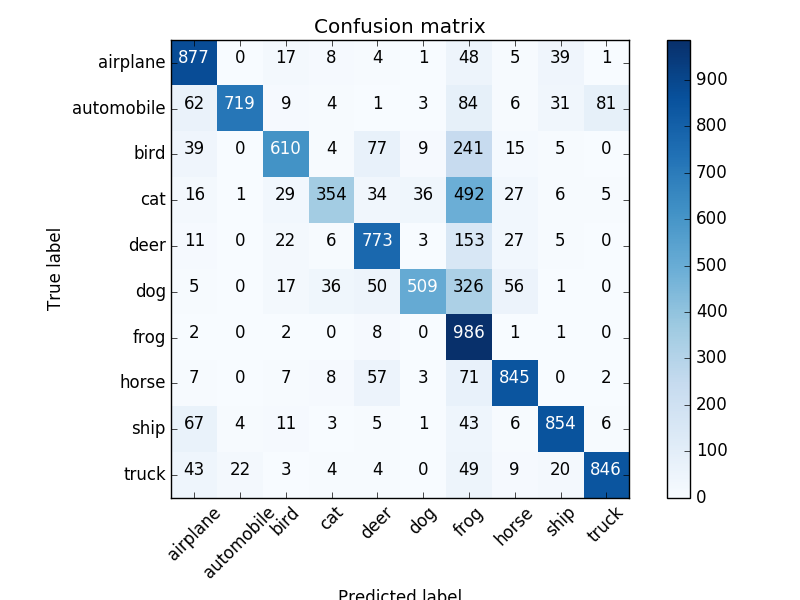 Confusion matrix
airplane 877 0 17 8 4 1 48 5 39 1
automobile 62 719 9 4 1 3 84 6 31 81
bird 39 0 610 4 77 9 241 15 5 0
cat 16 1 29 354 34 36 492 27 6 5
deer 11 0 22 6 773 3 153 27 5 0
dog 5 0 17 36 50 509 326 56 1
frog 2 0 2 0 8 0 986 1 1 0
horse 7 0 7 8 57 3 71 845 0 2
ship 67 4 11 3 5 1 43 6 854 6
truck 43 22 3 4 4 0 49 9 20 846
True label
airplane automobile bird cat deer dog frog horse ship truck
Predicted label
900
800
700
600
500
400
300
200
100
0